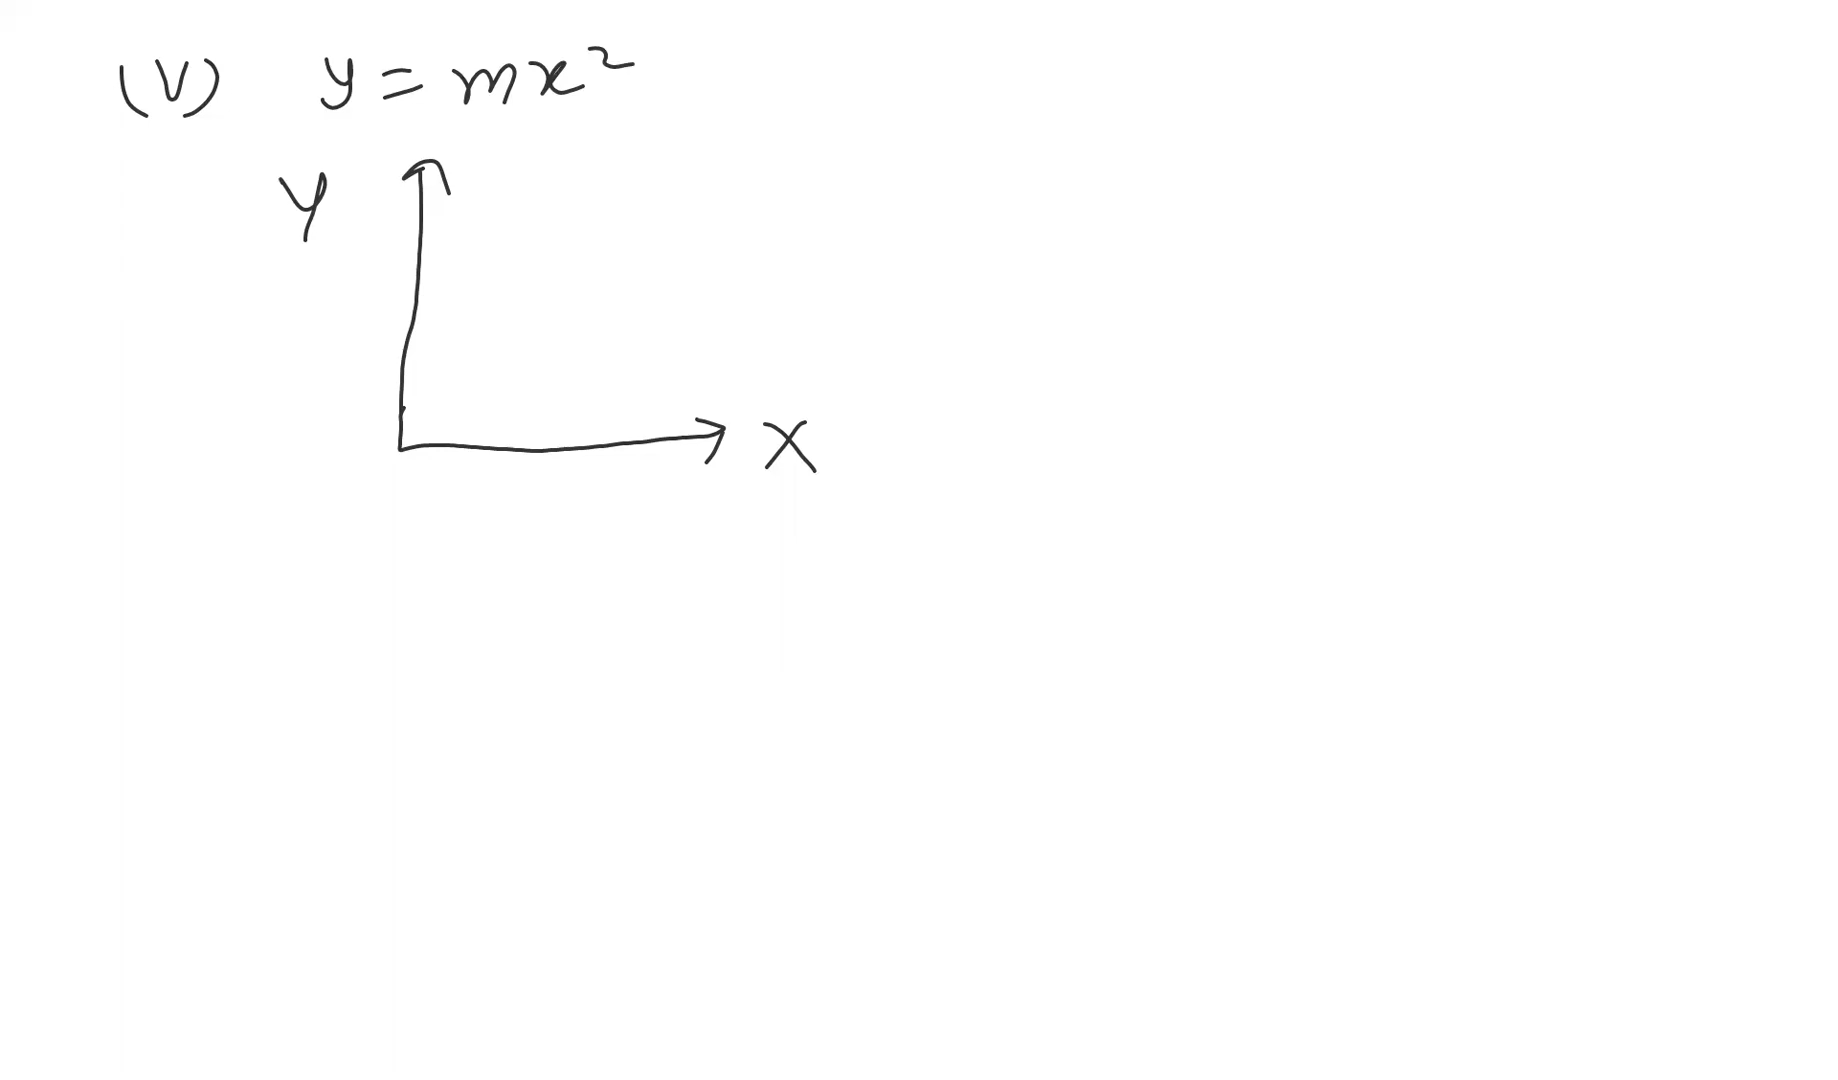 (V) y = mx²
Y
X